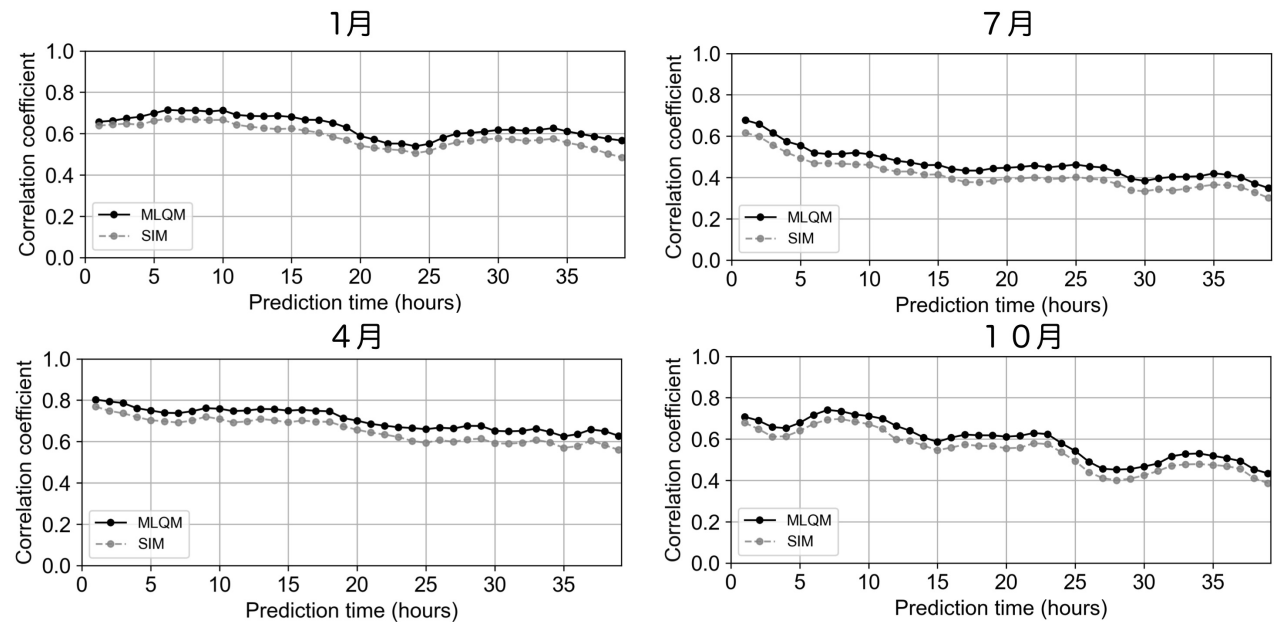 1月
Correlation coefficient
1.0
0.8
0.6
0.4
0.2
0.0
MLQM
SIM
0 5 10 15 20 25 30 35
Prediction time (hours)
７月
Correlation coefficient
1.0
0.8
0.6
0.4
0.2
0.0
MLQM
SIM
0 5 10 15 20 25 30 35
Prediction time (hours)
４月
Correlation coefficient
1.0
0.8
0.6
0.4
0.2
0.0
MLQM
SIM
0 5 10 15 20 25 30 35
Prediction time (hours)
１０月
Correlation coefficient
1.0
0.8
0.6
0.4
0.2
0.0
MLQM
SIM
0 5 10 15 20 25 30 35
Prediction time (hours)